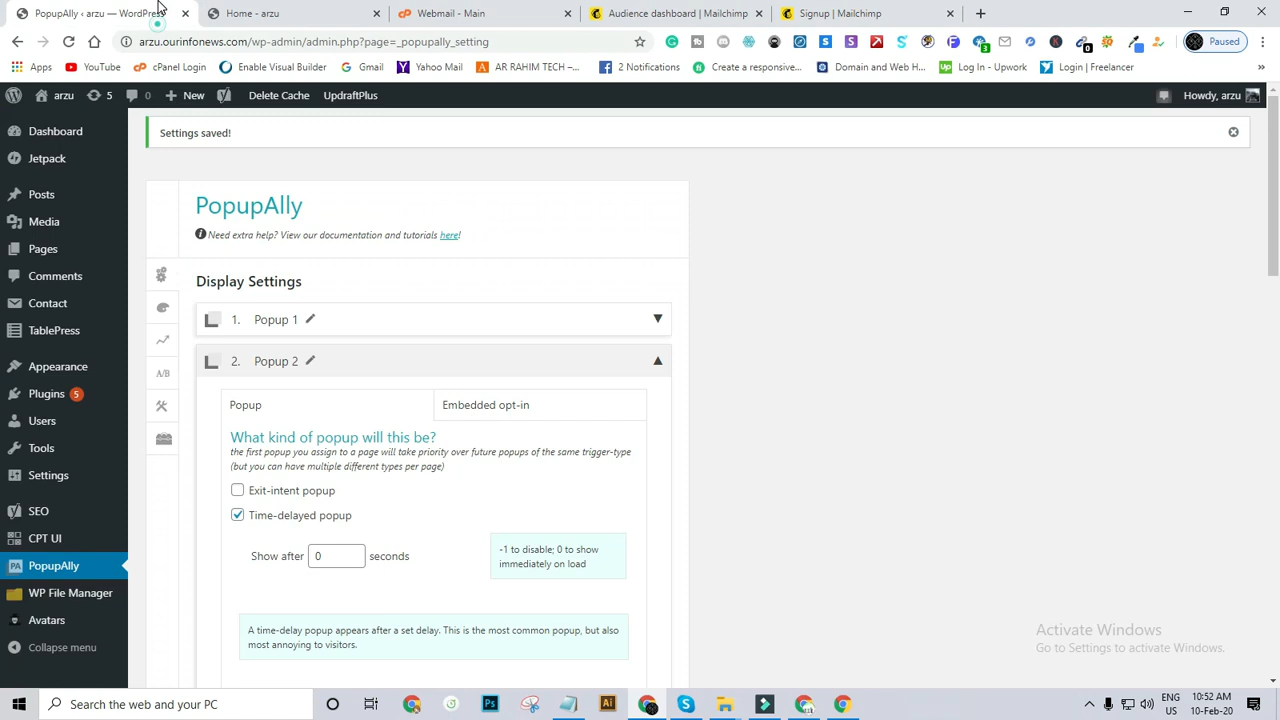 PopupAlly ‹ arzu — WordPress
Home - arzu
Webmail - Main
Audience dashboard | Mailchimp
Signup | Mailchimp
arzu.ourinfonews.com/wp-admin/admin.php?page=_popupally_setting
Paused
Apps
YouTube
cPanel Login
Enable Visual Builder
Gmail
Yahoo Mail
AR RAHIM TECH –...
2 Notifications
Create a responsive...
Domain and Web H...
Log In - Upwork
Login | Freelancer
»
arzu
5
0
New
Delete Cache
UpdraftPlus
Howdy, arzu
Dashboard
Jetpack
Posts
Media
Pages
Comments
Contact
TablePress
Appearance
Plugins 5
Users
Tools
Settings
SEO
CPT UI
PA PopupAlly
WP File Manager
Avatars
Collapse menu
Settings saved!
PopupAlly
Need extra help? View our documentation and tutorials here!
A/B
Display Settings
1. Popup 1
2. Popup 2
Popup
Embedded opt-in
What kind of popup will this be?
the first popup you assign to a page will take priority over future popups of the same trigger-type
(but you can have multiple different types per page)
Exit-intent popup
Time-delayed popup
Show after 0 seconds
-1 to disable; 0 to show
immediately on load
A time-delay popup appears after a set delay. This is the most common popup, but also
most annoying to visitors.
Activate Windows
Go to Settings to activate Windows.
Search the web and your PC
Ps
Ai
ENG
US
10:52 AM
10-Feb-20